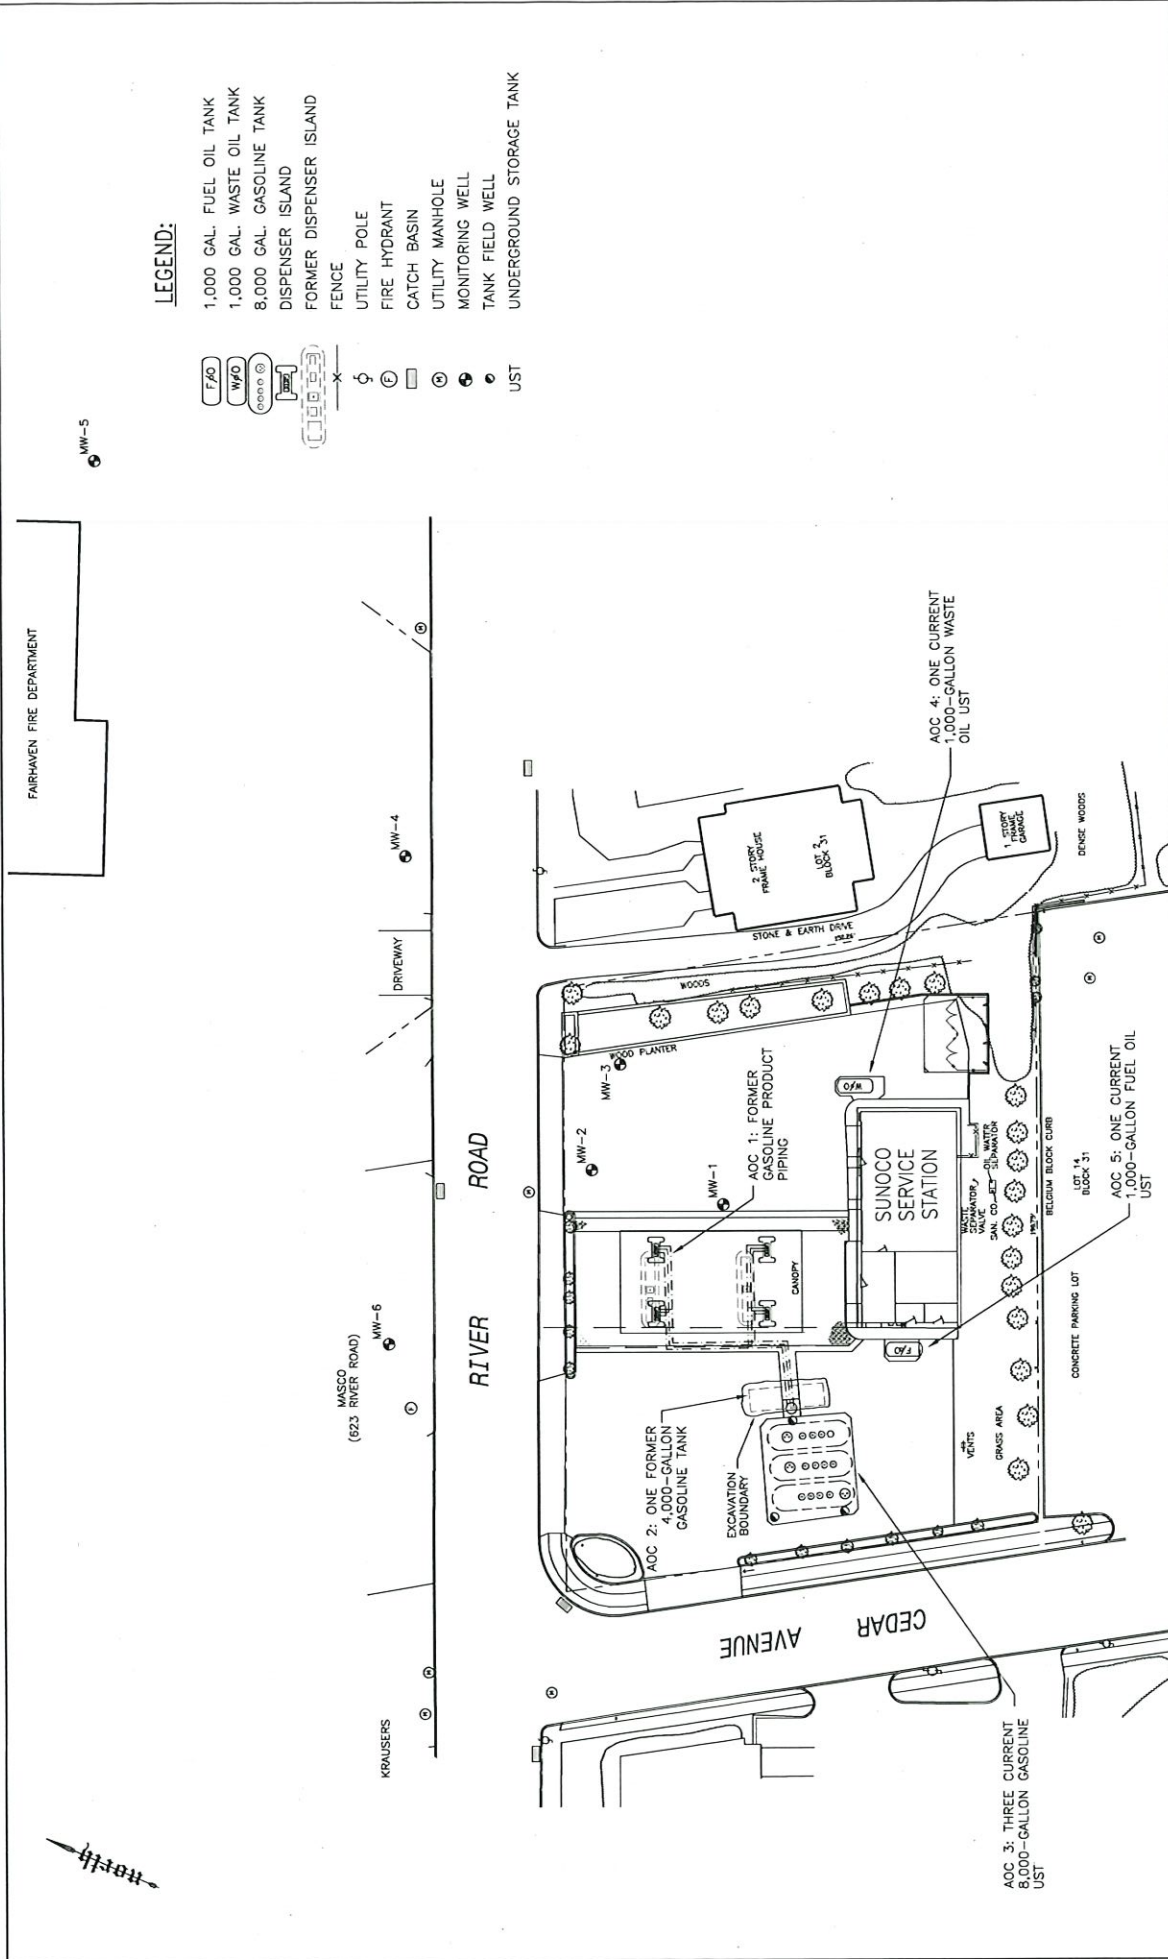 FAIRHAVEN FIRE DEPARTMENT
MW-5
LEGEND:
F/O 1,000 GAL. FUEL OIL TANK
W/O 1,000 GAL. WASTE OIL TANK
8,000 GAL. GASOLINE TANK
DISPENSER ISLAND
FORMER DISPENSER ISLAND
FENCE
UTILITY POLE
F FIRE HYDRANT
CATCH BASIN
M UTILITY MANHOLE
MONITORING WELL
TANK FIELD WELL
UST UNDERGROUND STORAGE TANK
north
KRAUSERS
MASCO
(623 RIVER ROAD)
MW-6
DRIVEWAY
MW-4
RIVER ROAD
CEDAR
AVENUE
AOC 2: ONE FORMER
4,000-GALLON
GASOLINE TANK
EXCAVATION
BOUNDARY
MW-2
MW-3
MW-1
WOOD PLANTER
WOODS
AOC 1: FORMER
GASOLINE PRODUCT
PIPING
CANOPY
STONE & EARTH DRIVE
2 STORY
FRAME HOUSE
LOT 2
BLOCK 31
1 STORY
FRAME
GARAGE
DENSE WOODS
W/O
F/O
SUNOCO
SERVICE
STATION
AOC 4: ONE CURRENT
1,000-GALLON WASTE
OIL UST
WASTE
SEPARATOR
VALVE
SAN. CO.
OIL WATER
SEPARATOR
VENTS
GRASS AREA
BELGIUM BLOCK CURB
CONCRETE PARKING LOT
LOT 14
BLOCK 31
AOC 5: ONE CURRENT
1,000-GALLON FUEL OIL
UST
AOC 3: THREE CURRENT
8,000-GALLON GASOLINE
UST